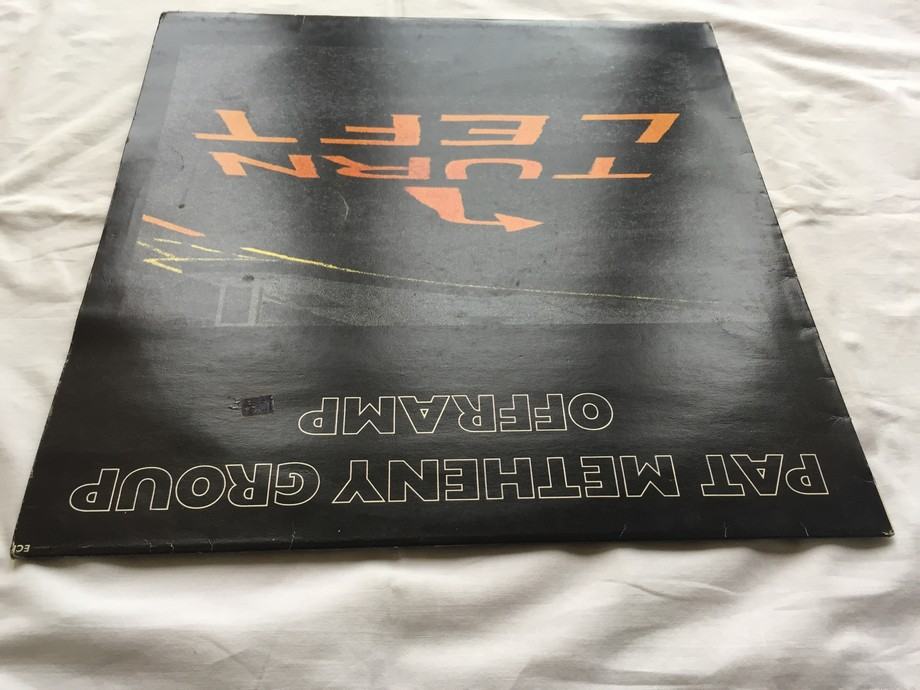 PAT METHENY GROUP
OFFRAMP
TURN
LEFT